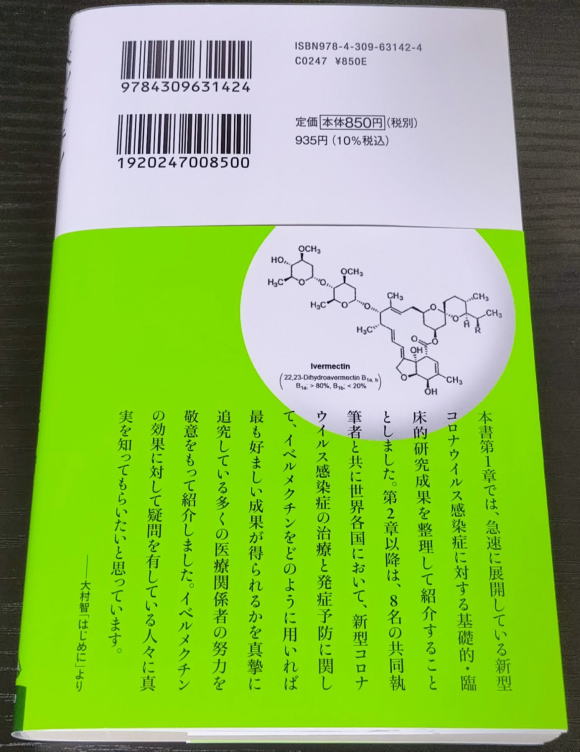 ISBN978-4-309-63142-4
C0247 ¥850E
9784309631424
定価 本体850円 (税別)
935円 (10%税込)
1920247008500
OCH₃
HO
H₃C
O
OCH₃
O
O
H₃C
O
O
CH₃
H₃C
O
O
CH₃
CH₃
H
R
O
O
OH
O
H
OH
CH₃
Ivermectin
(22,23-Dihydroavermectin B₁ₐ, ь
B₁ₐ: > 80%, B₁ь: < 20%)
本書第1章では、急速に展開している新型
コロナウイルス感染症に対する基礎的・臨
床的研究成果を整理して紹介すること
としました。第2章以降は、8名の共同執
筆者と共に世界各国において、新型コロナ
ウイルス感染症の治療と発症予防に関し
て、イベルメクチンをどのように用いれば
最も好ましい成果が得られるかを真摯に
追究している多くの医療関係者の努力を
敬意をもって紹介しました。イベルメクチン
の効果に対して疑問を有している人々に真
実を知ってもらいたいと思っています。
――大村智「はじめに」より